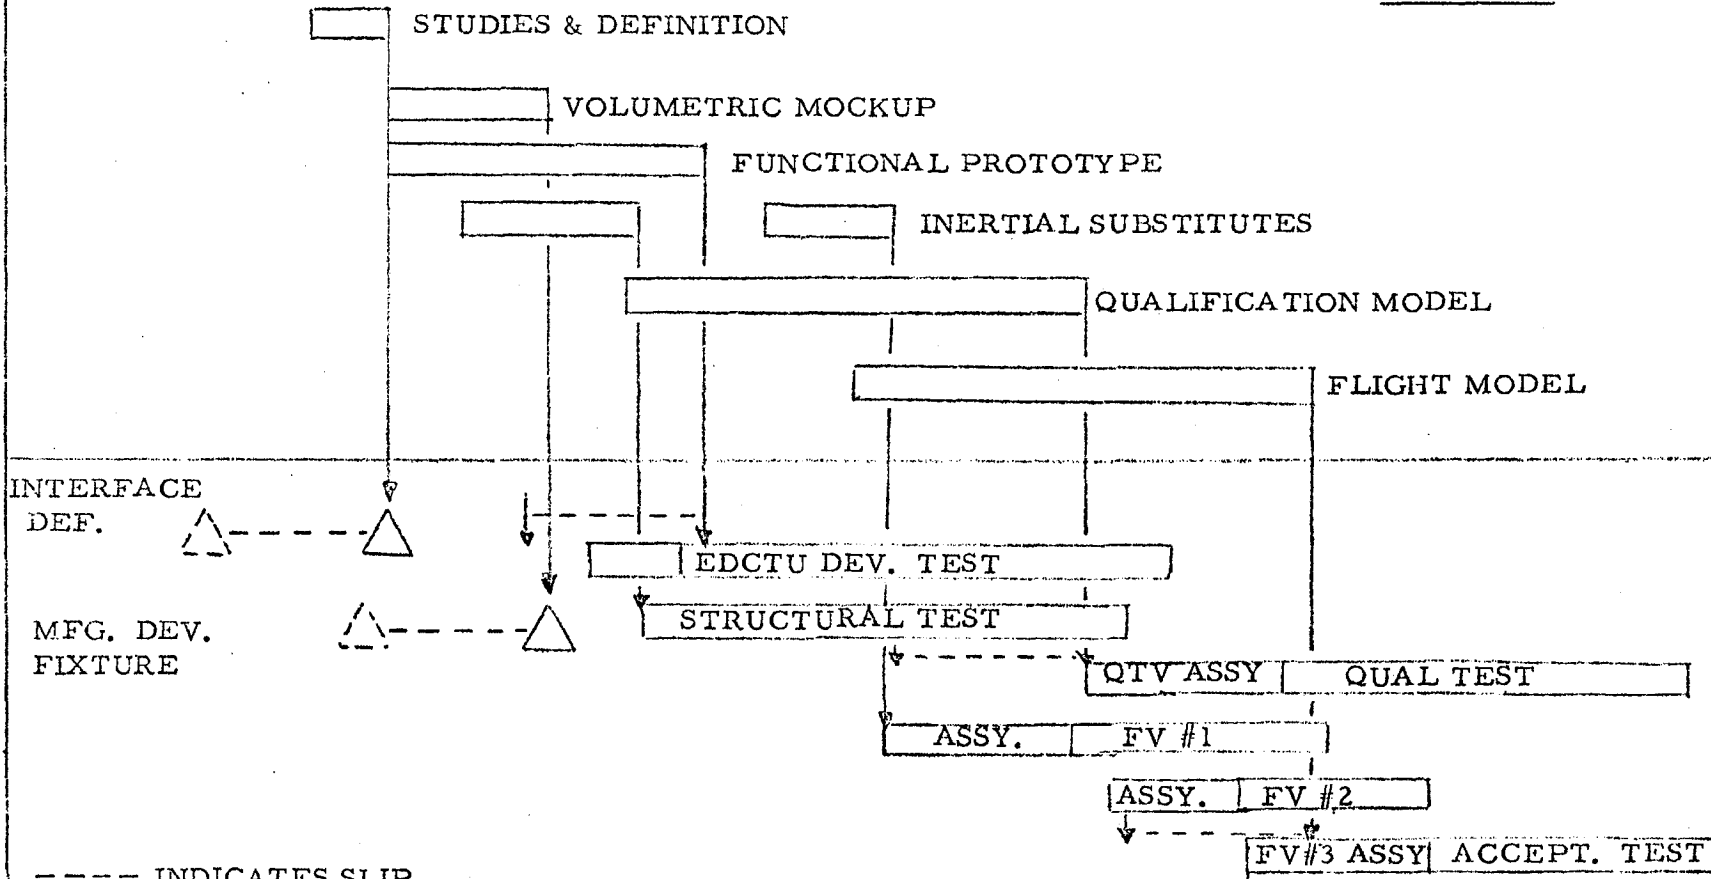 STUDIES & DEFINITION
VOLUMETRIC MOCKUP
FUNCTIONAL PROTOTYPE
INERTIAL SUBSTITUTES
QUALIFICATION MODEL
FLIGHT MODEL
INTERFACE
DEF.
EDCTU DEV. TEST
MFG. DEV.
FIXTURE
STRUCTURAL TEST
QTV ASSY QUAL TEST
ASSY. FV #1
ASSY. FV #2
FV#3 ASSY ACCEPT. TEST
---- INDICATES SLIP